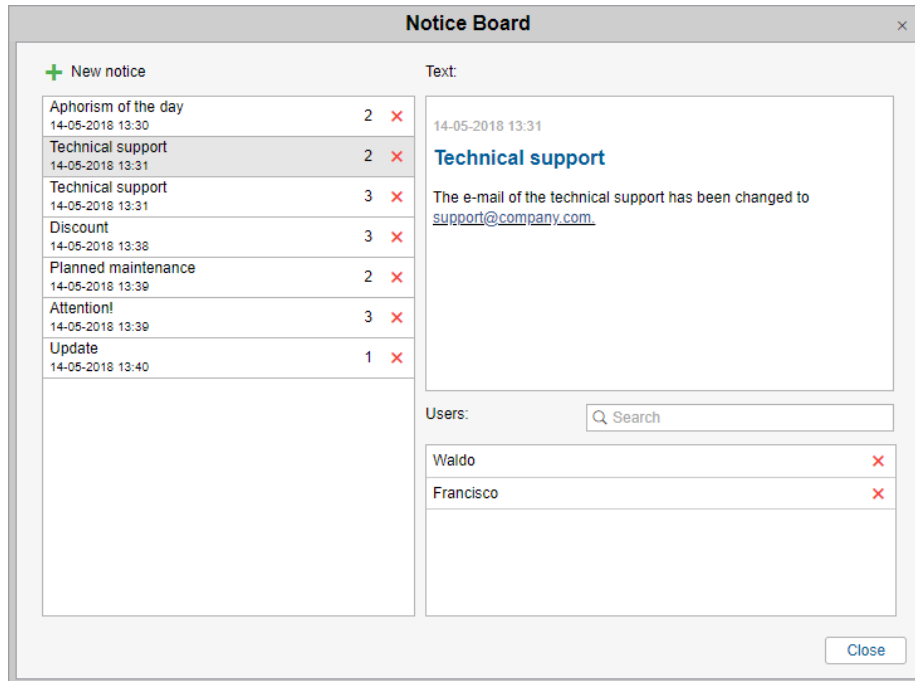 Notice Board
New notice
Aphorism of the day
14-05-2018 13:30
2
Technical support
14-05-2018 13:31
2
Technical support
14-05-2018 13:31
3
Discount
14-05-2018 13:38
3
Planned maintenance
14-05-2018 13:39
2
Attention!
14-05-2018 13:39
3
Update
14-05-2018 13:40
1
Text:
14-05-2018 13:31
Technical support
The e-mail of the technical support has been changed to
support@company.com.
Users:
Search
Waldo
Francisco
Close